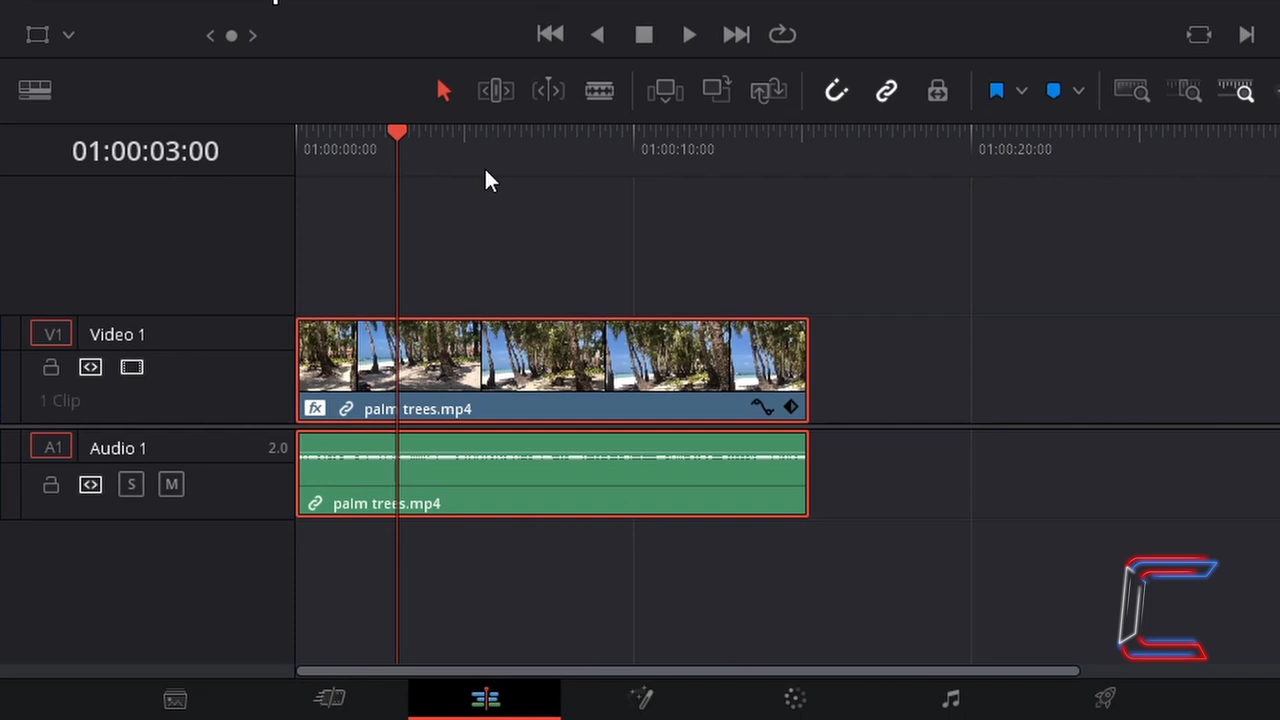 01:00:03:00
01:00:00:00
01:00:10:00
01:00:20:00
V1 Video 1
1 Clip
fx palm trees.mp4
A1 Audio 1 2.0
S M
palm trees.mp4